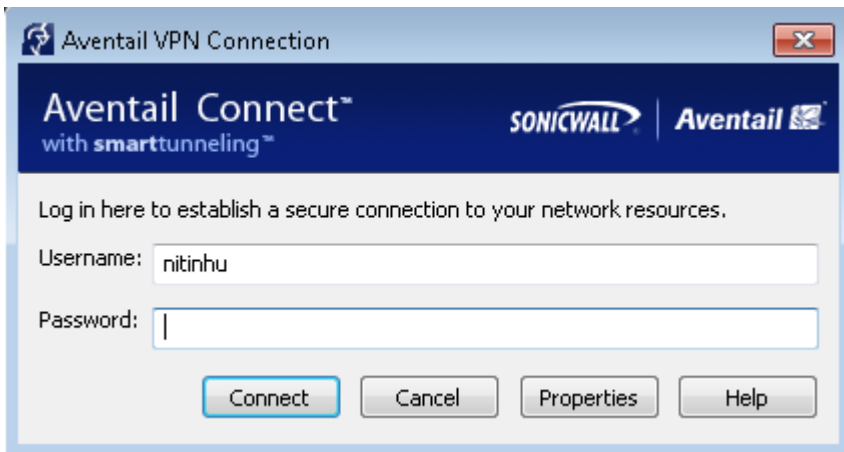 Aventail VPN Connection
Aventail Connect™
with smarttunneling™
SONICWALL
Aventail
Log in here to establish a secure connection to your network resources.
Username: nitinhu
Password:
Connect Cancel Properties Help